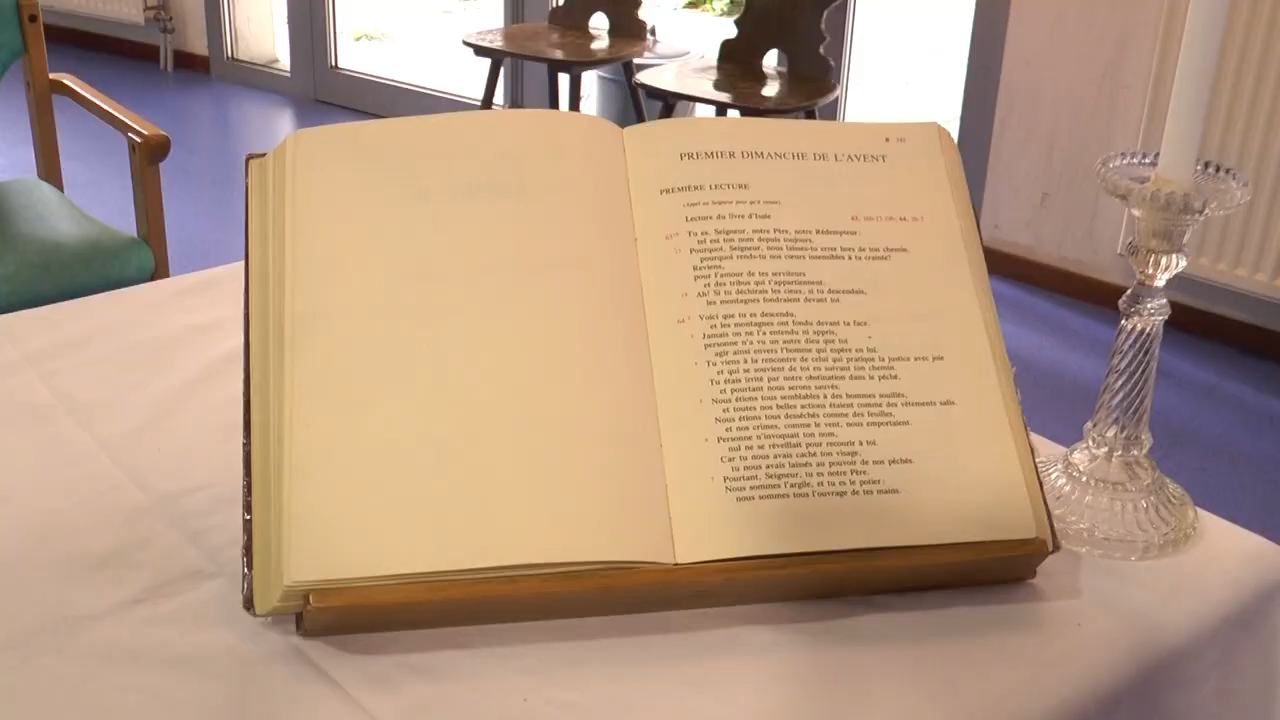 PREMIER DIMANCHE DE L'AVENT
PREMIÈRE LECTURE
(Appel au Seigneur pour qu'il vienne)
Lecture du livre d'Isaïe 63,
Tu es, Seigneur, notre Père, notre Rédempteur:
tel est ton nom depuis toujours.
Pourquoi, Seigneur, nous laisses-tu errer hors de ton chemin,
pourquoi rends-tu nos cœurs insensibles à ta crainte?
Reviens,
pour l'amour de tes serviteurs
et des tribus qui t'appartiennent.
Ah! Si tu déchirais les cieux, si tu descendais,
les montagnes fondraient devant toi.
64 Voici que tu es descendu,
et les montagnes ont fondu devant ta face.
Jamais on ne l'a entendu ni appris,
personne n'a vu un autre dieu que toi
agir ainsi envers l'homme qui espère en lui.
Tu viens à la rencontre de celui qui pratique la justice avec joie
et qui se souvient de toi en suivant ton chemin.
Tu étais irrité par notre obstination dans le péché,
et pourtant nous serons sauvés.
Nous étions tous semblables à des hommes souillés,
et toutes nos belles actions étaient comme des vêtements salis.
Nous étions tous desséchés comme des feuilles,
et nos crimes, comme le vent, nous emportaient.
Personne n'invoquait ton nom,
nul ne se réveillait pour recourir à toi.
Car tu nous avais caché ton visage,
tu nous avais laissés au pouvoir de nos péchés.
Pourtant, Seigneur, tu es notre Père.
Nous sommes l'argile, et tu es le potier:
nous sommes tous l'ouvrage de tes mains.